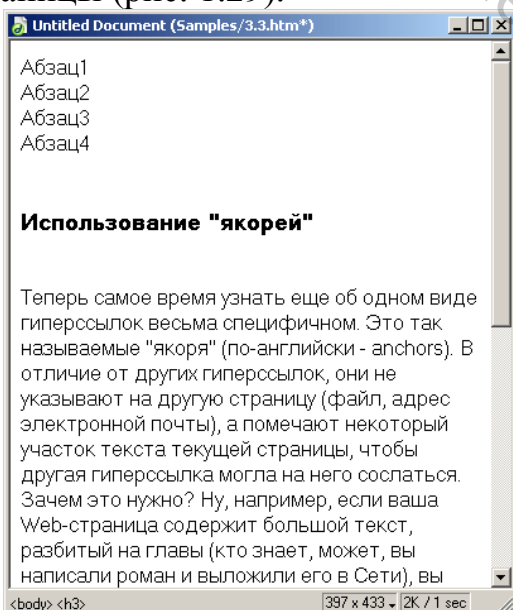 (рис. 1.29).
Untitled Document (Samples/3.3.htm*)
Абзац1
Абзац2
Абзац3
Абзац4
Использование "якорей"
Теперь самое время узнать еще об одном виде
гиперссылок весьма специфичном. Это так
называемые "якоря" (по-английски - anchors). В
отличие от других гиперссылок, они не
указывают на другую страницу (файл, адрес
электронной почты), а помечают некоторый
участок текста текущей страницы, чтобы
другая гиперссылка могла на него сослаться.
Зачем это нужно? Ну, например, если ваша
Web-страница содержит большой текст,
разбитый на главы (кто знает, может, вы
написали роман и выложили его в Сети), вы
<body> <h3> 397 x 433 2K / 1 sec